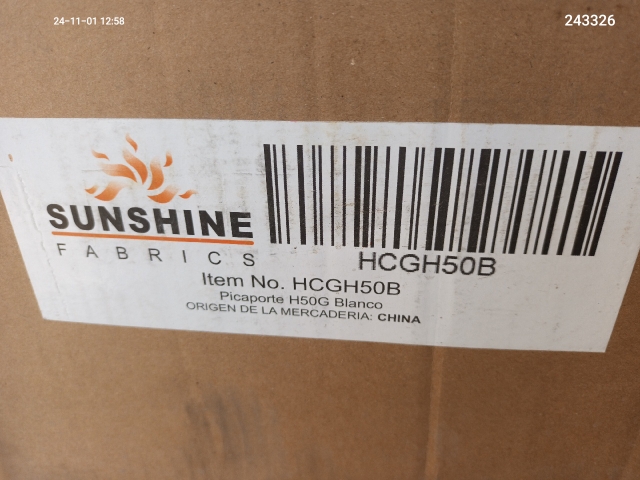 24-11-01 12:58
243326
SUNSHINE
FABRICS
HCGH50B
Item No. HCGH50B
Picaporte H50G Blanco
ORIGEN DE LA MERCADERIA: CHINA